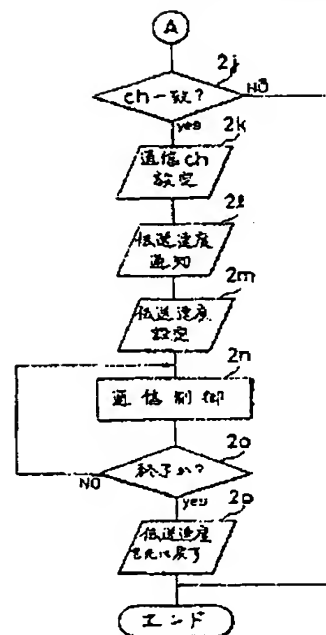 A
2j
ch一致?
NO
yes
2k
通信ch
設定
2l
伝送速度
通知
2m
伝送速度
設定
2n
通信制御
2o
終了か?
NO
yes
2p
伝送速度
を元に戻す
エンド